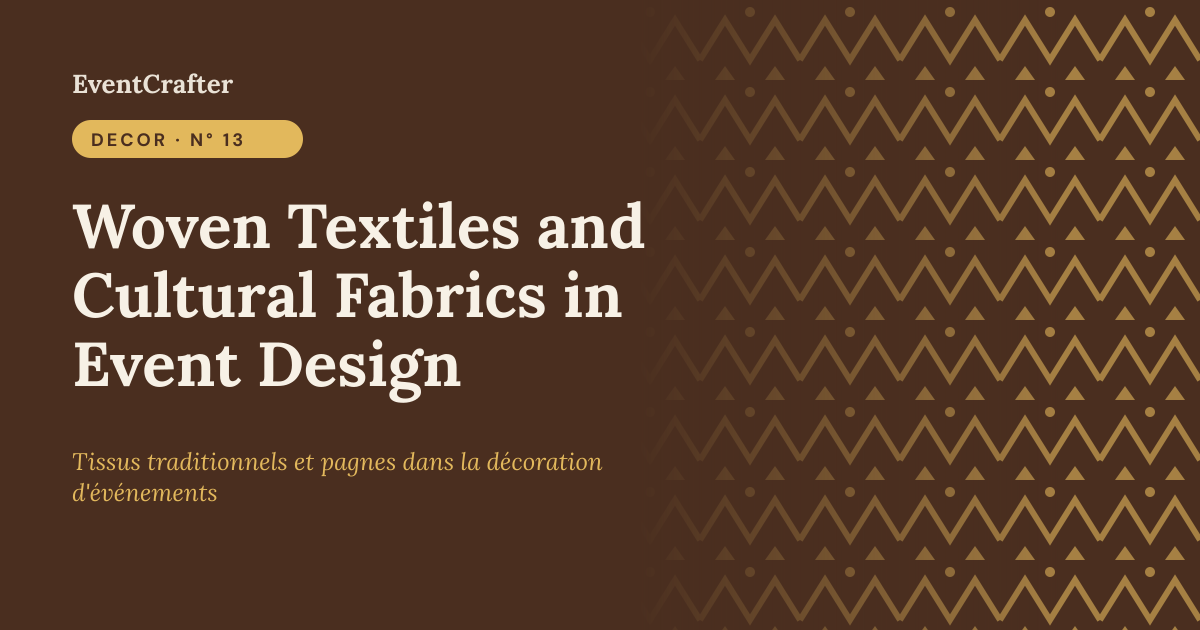 EventCrafter
DECOR · N° 13
Woven Textiles and
Cultural Fabrics in
Event Design
Tissus traditionnels et pagnes dans la décoration
d'événements